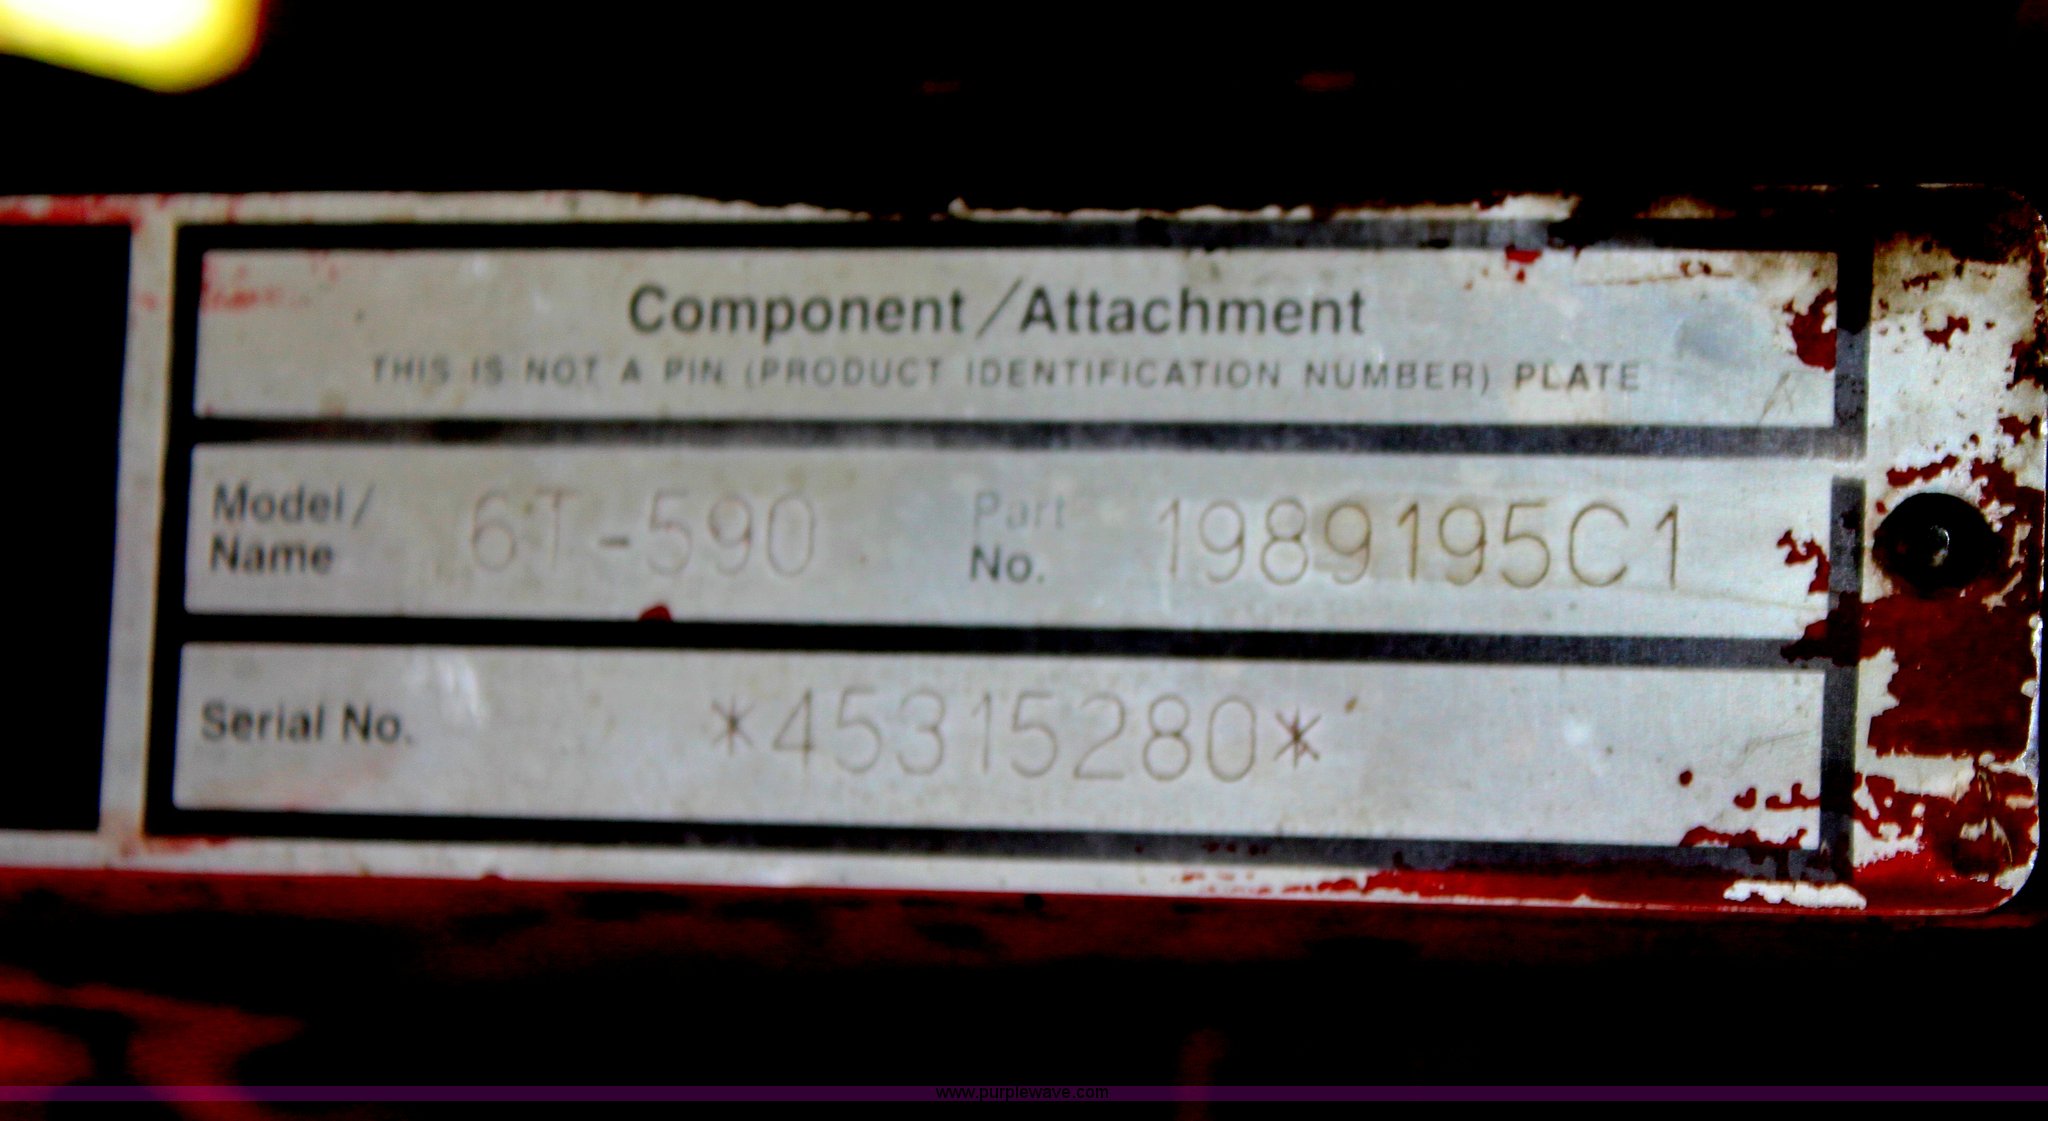 Component/Attachment
THIS IS NOT A PIN (PRODUCT IDENTIFICATION NUMBER) PLATE
Model/Name 6T-590 Part No. 1989195C1
Serial No. *45315280*
www.purplewave.com